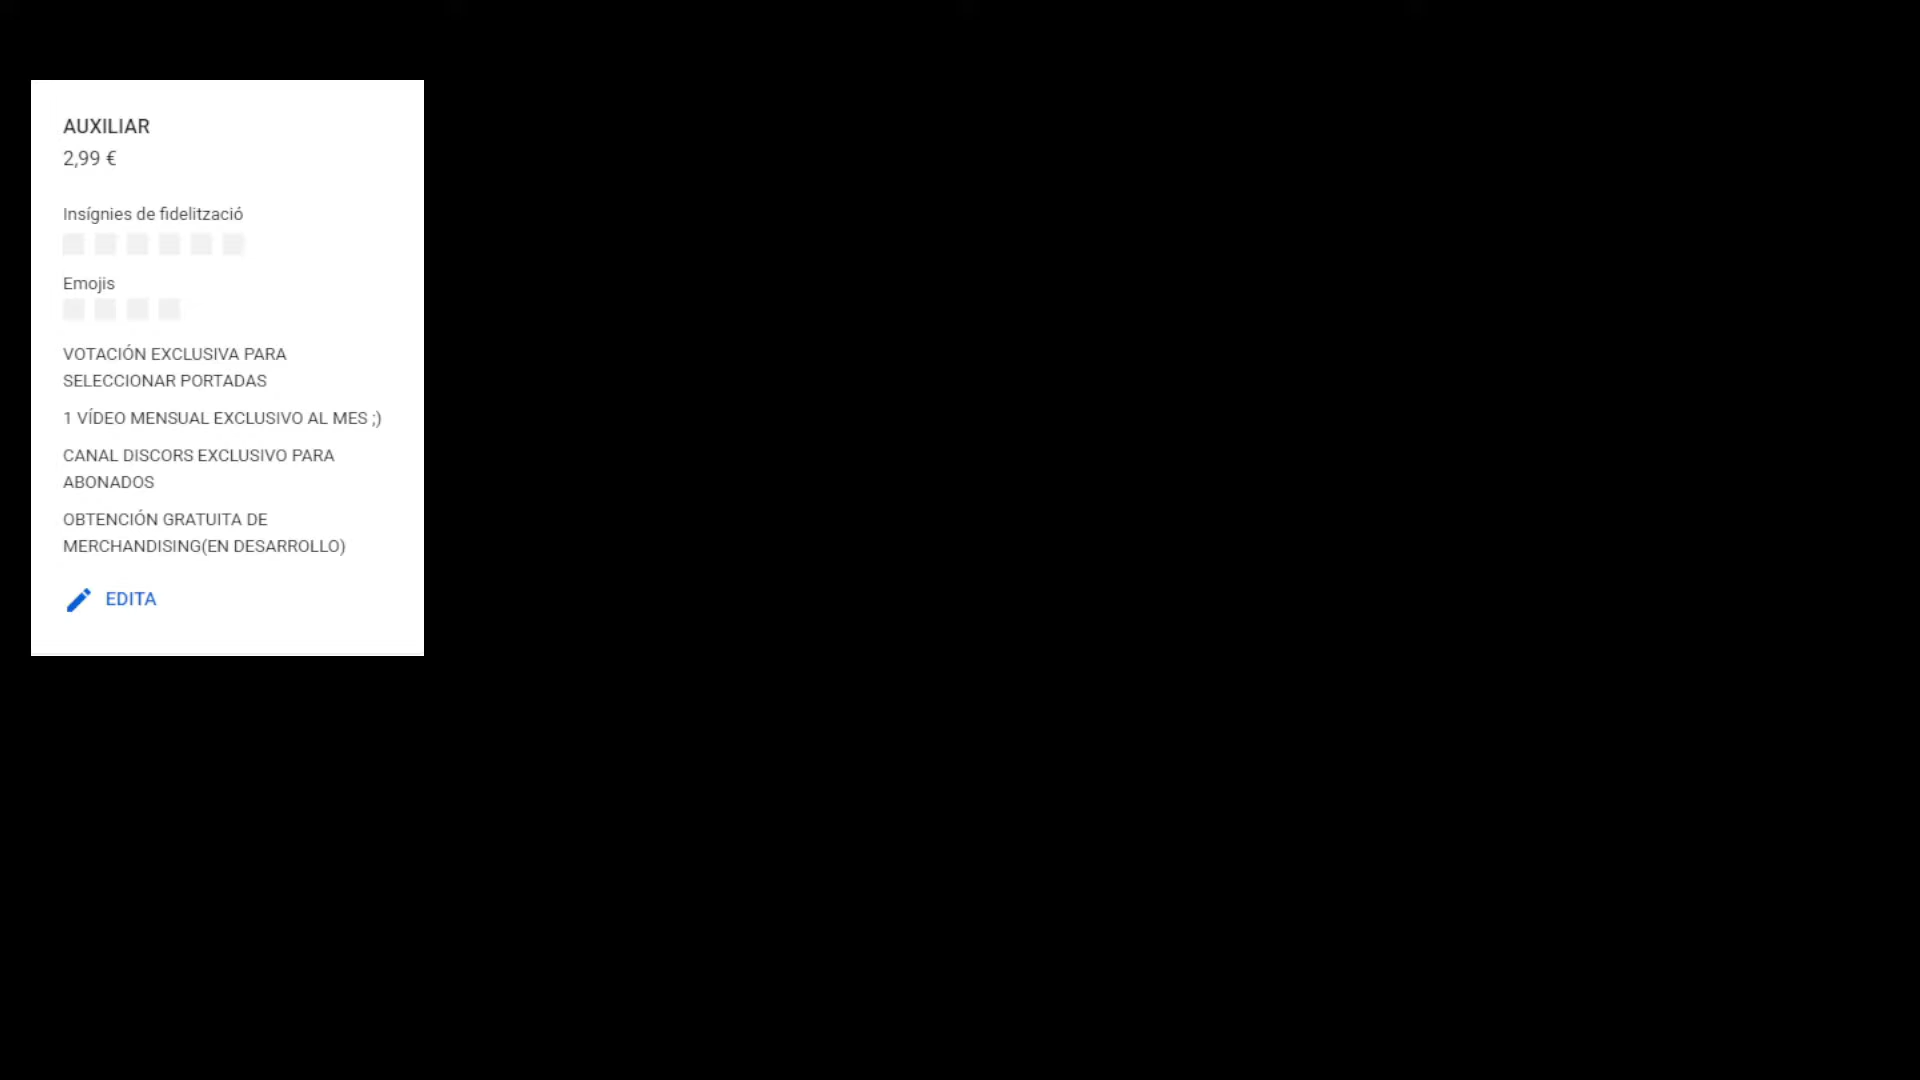 AUXILIAR
2,99 €
Insígnies de fidelització
Emojis
VOTACIÓN EXCLUSIVA PARA
SELECCIONAR PORTADAS
1 VÍDEO MENSUAL EXCLUSIVO AL MES ;)
CANAL DISCORS EXCLUSIVO PARA
ABONADOS
OBTENCIÓN GRATUITA DE
MERCHANDISING(EN DESARROLLO)
EDITA